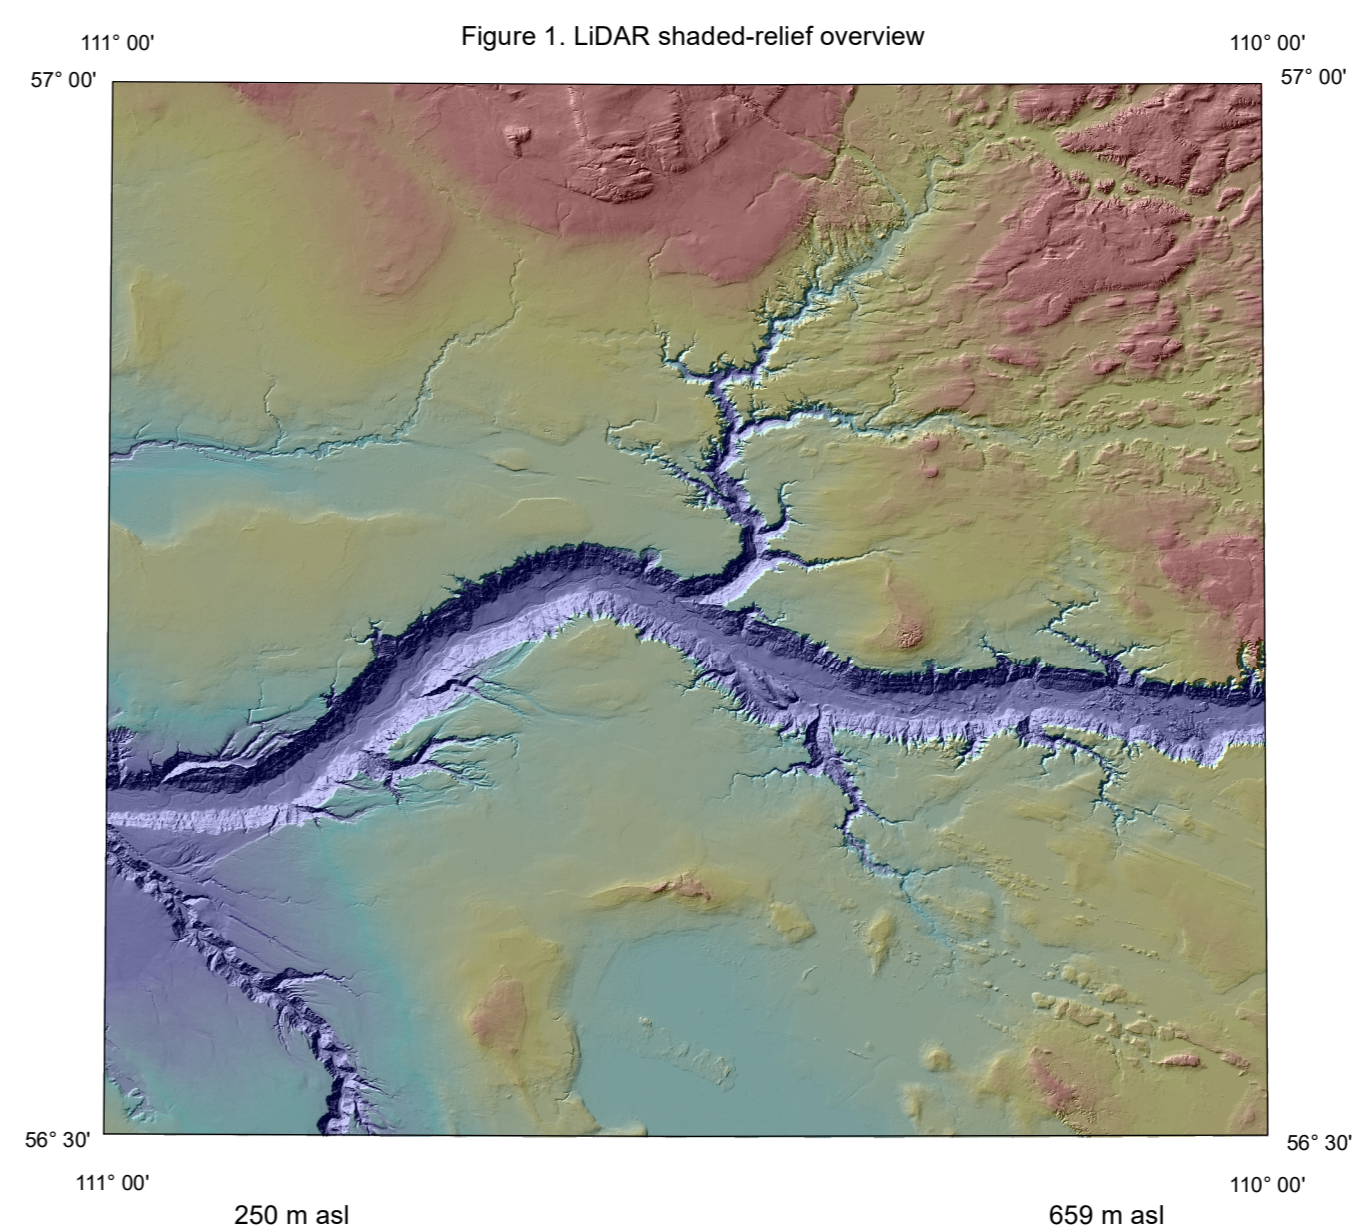 Figure 1. LiDAR shaded-relief overview
111° 00'
110° 00'
57° 00'
57° 00'
56° 30'
56° 30'
111° 00'
110° 00'
250 m asl
659 m asl